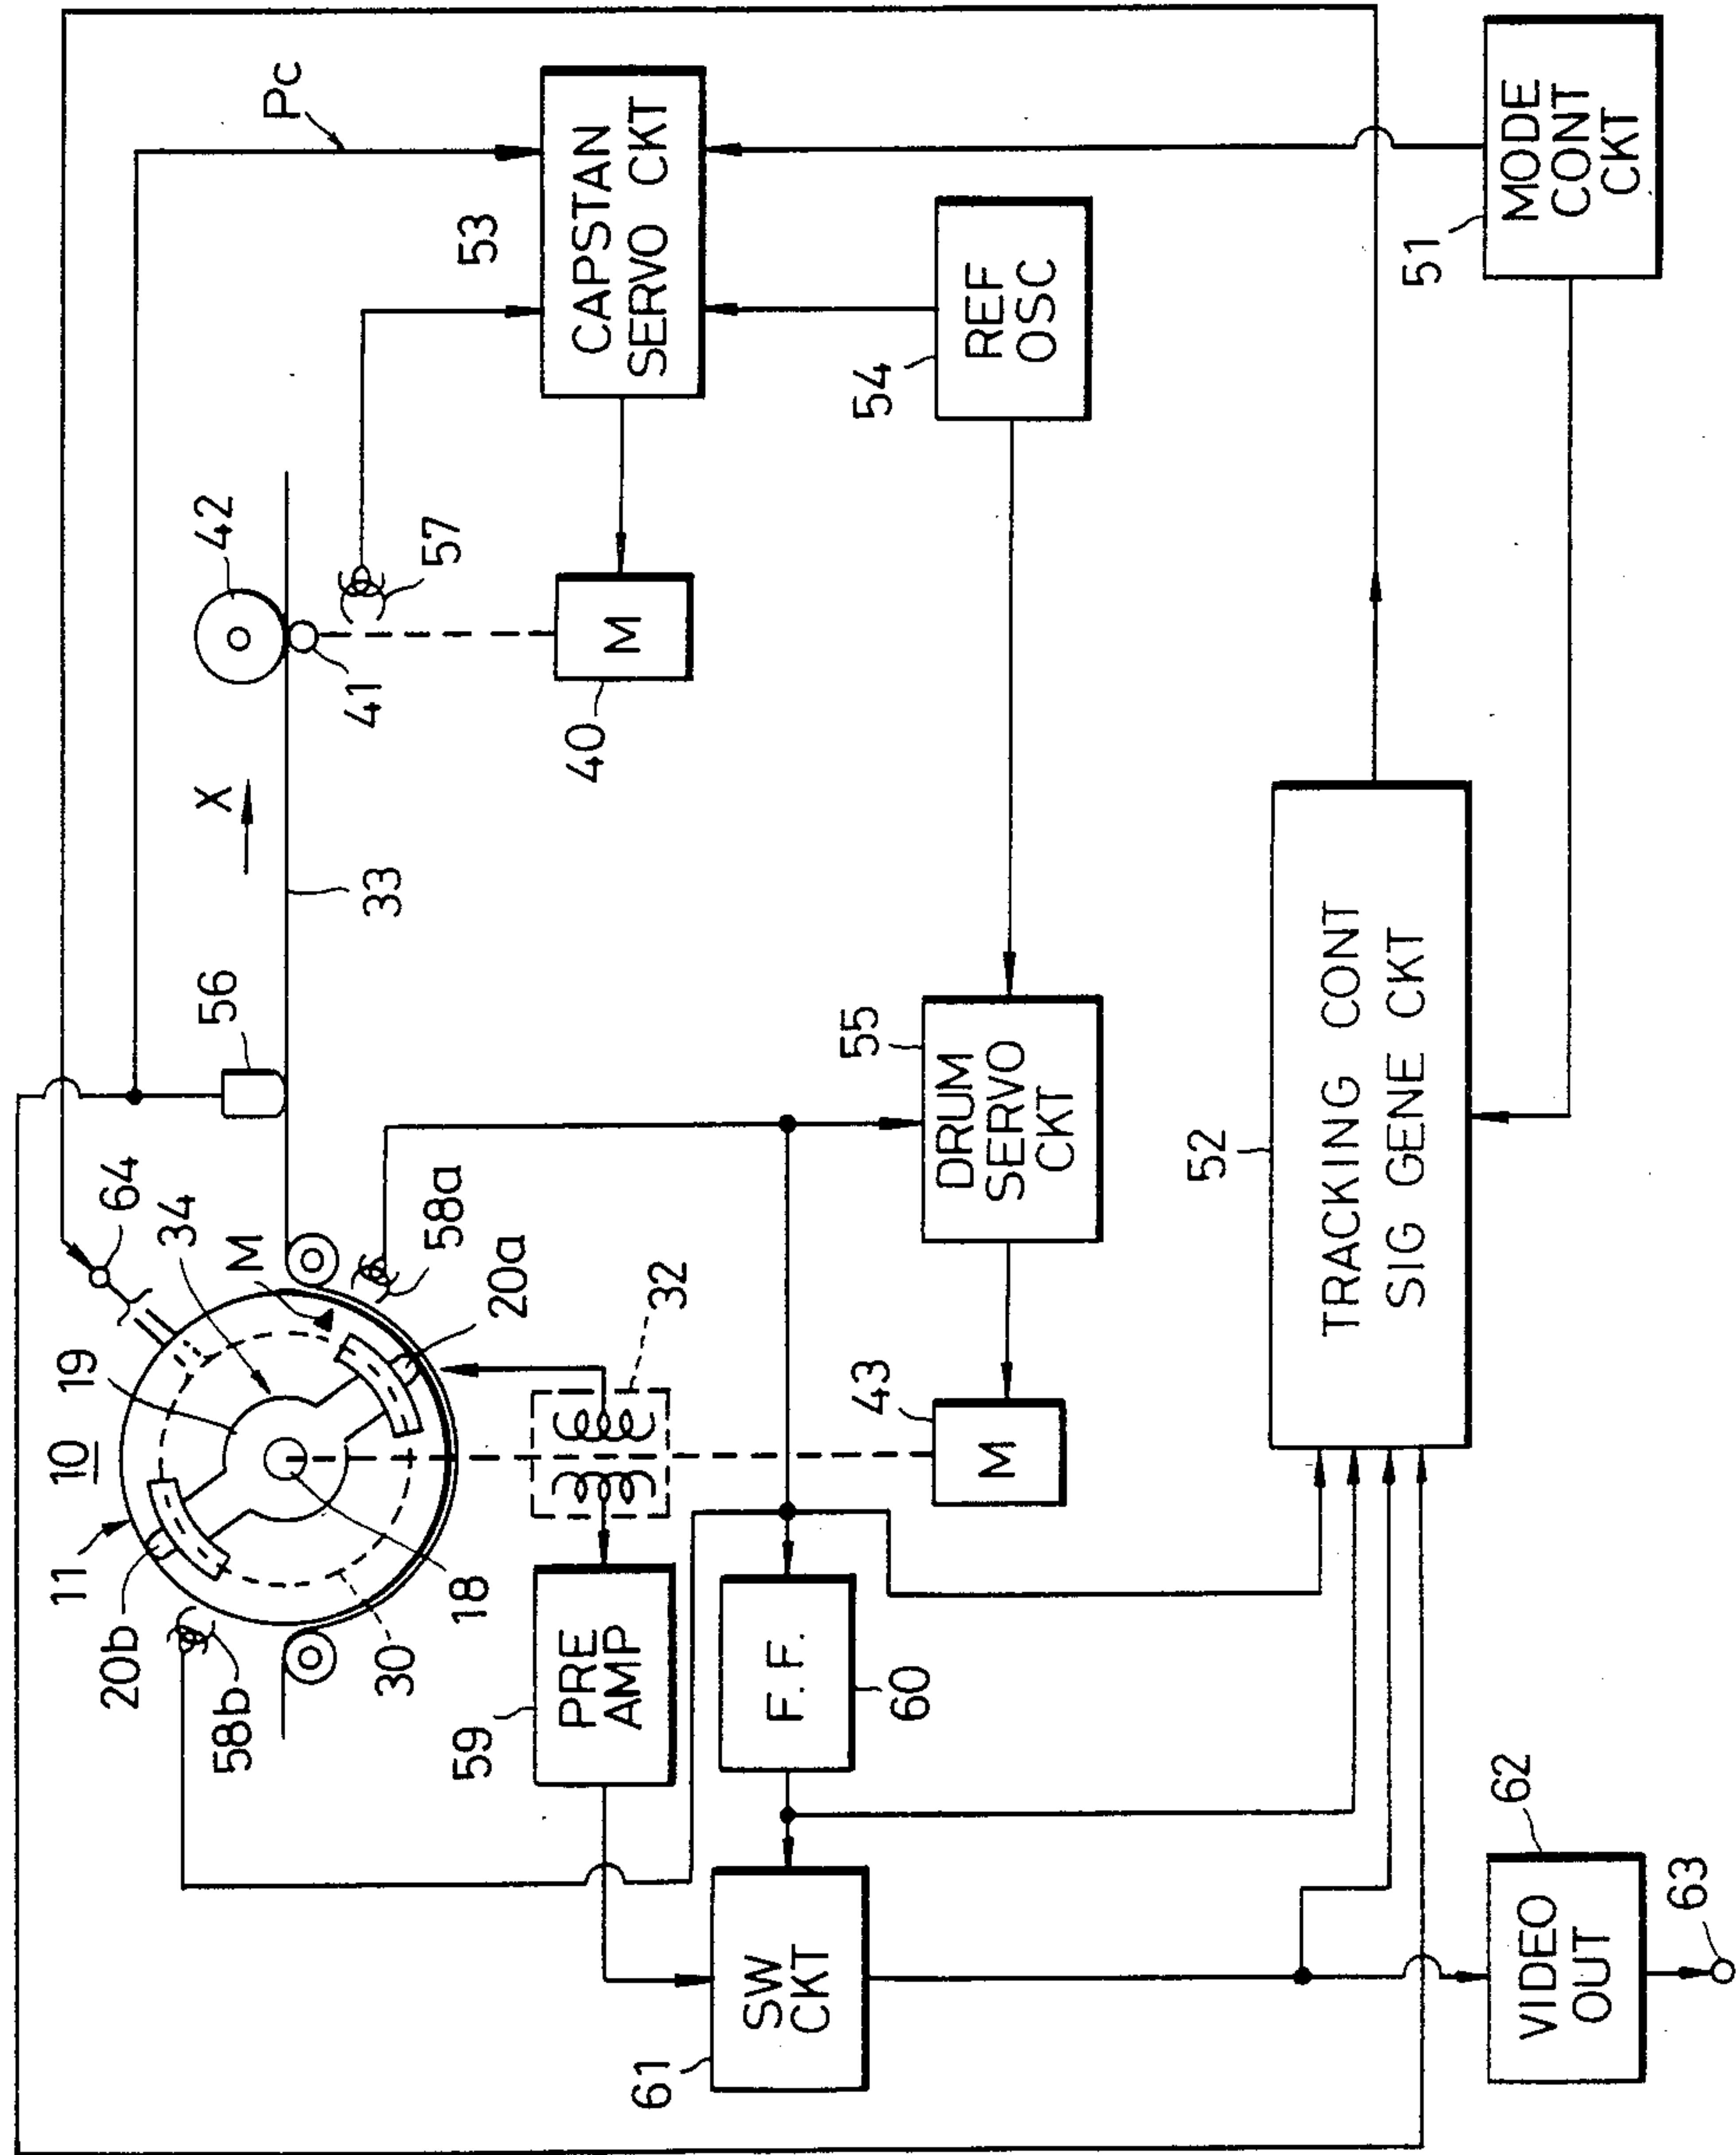 10
11
20b
58b
19
34
M
64
56
X
33
42
41
57
Pc
53
CAPSTAN
SERVO CKT
18
30
20a
58a
32
59
PRE
AMP
40
M
54
REF
OSC
43
M
55
DRUM
SERVO
CKT
F.F.
60
61
SW
CKT
52
TRACKING CONT
SIG GENE CKT
51
MODE
CONT
CKT
62
VIDEO
OUT
63